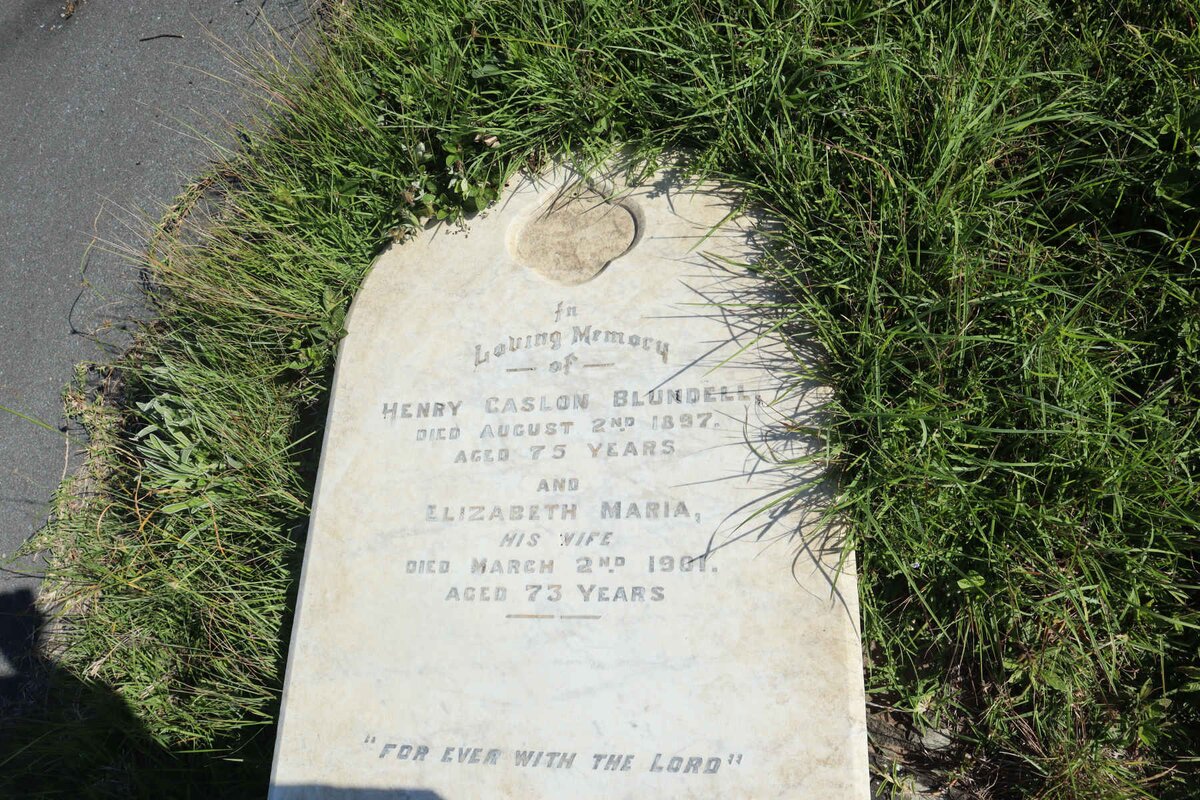 In
Loving Memory
of
HENRY CASLON BLUNDELL,
DIED AUGUST 2ND 1897.
AGED 75 YEARS
AND
ELIZABETH MARIA,
HIS WIFE
DIED MARCH 2ND 1901.
AGED 73 YEARS
"FOR EVER WITH THE LORD"